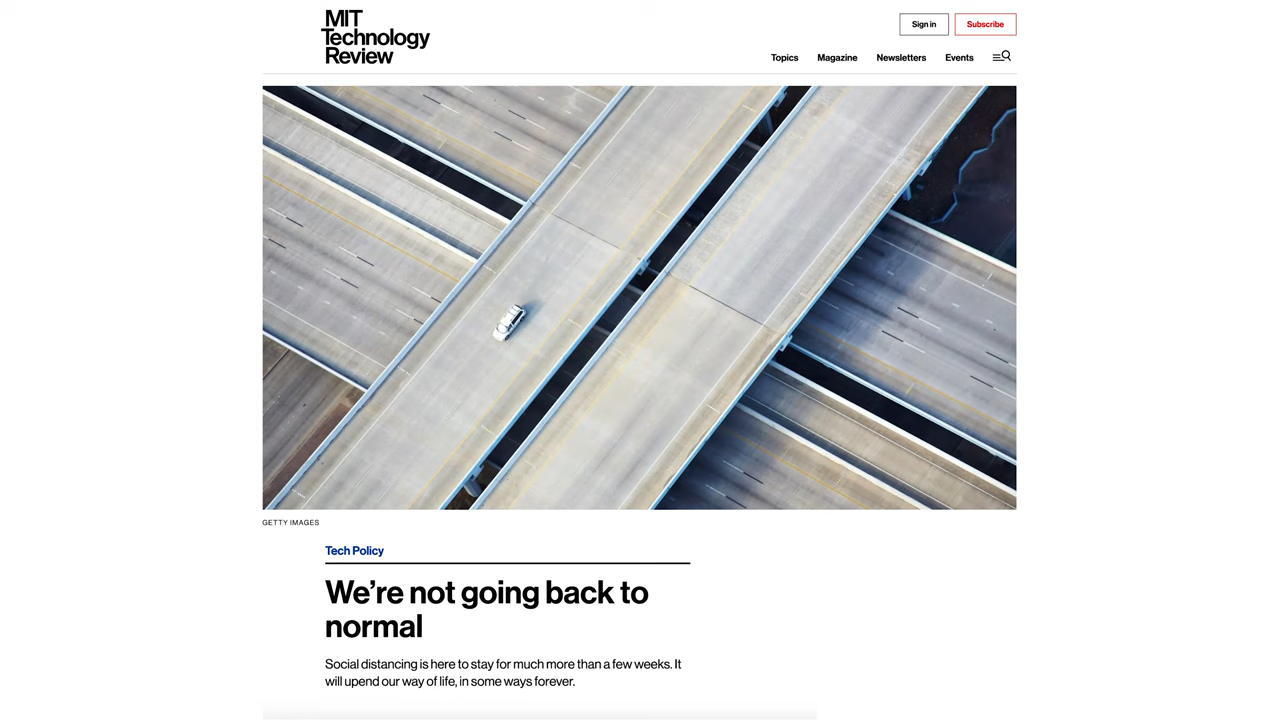 MIT
Technology
Review
Sign in
Subscribe
Topics
Magazine
Newsletters
Events
GETTY IMAGES
Tech Policy
We’re not going back to
normal
Social distancing is here to stay for much more than a few weeks. It
will upend our way of life, in some ways forever.